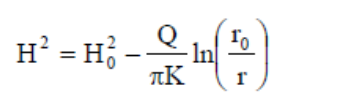 H² = H₀² − Q/πK ln(r₀/r)